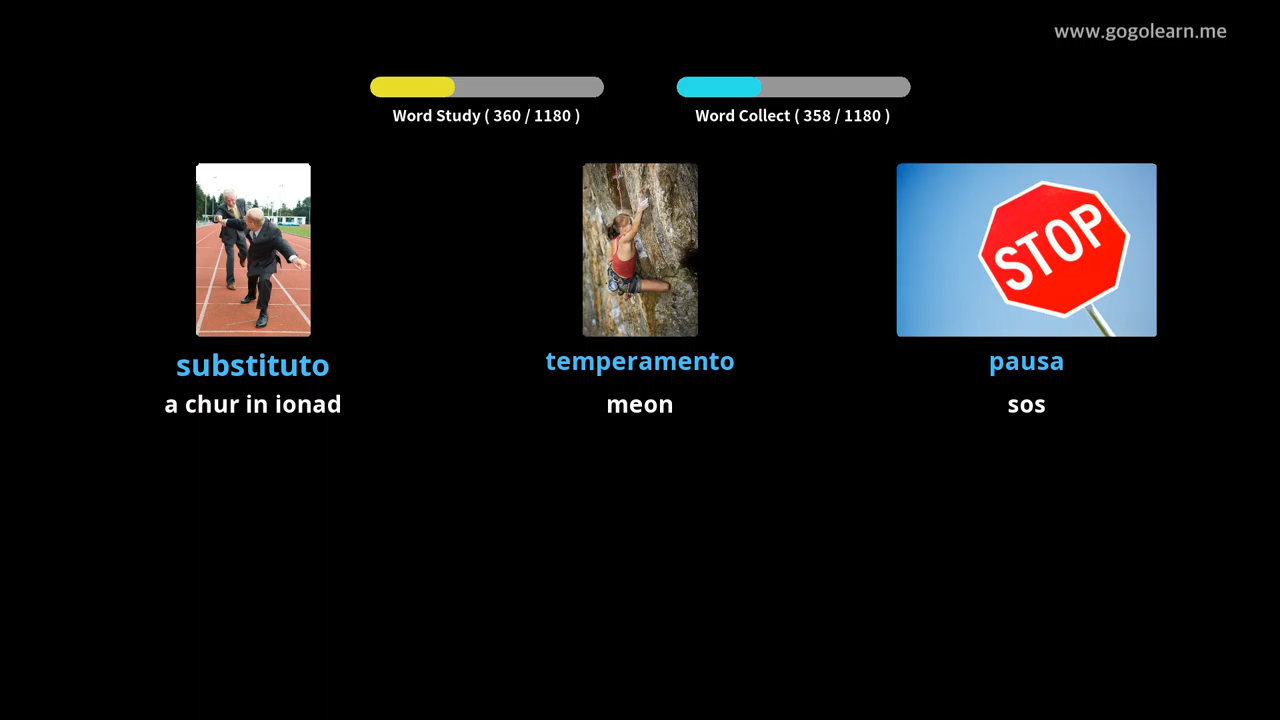 www.gogolearn.me
Word Study ( 360 / 1180 )
Word Collect ( 358 / 1180 )
STOP
substituto
temperamento
pausa
a chur in ionad
meon
sos